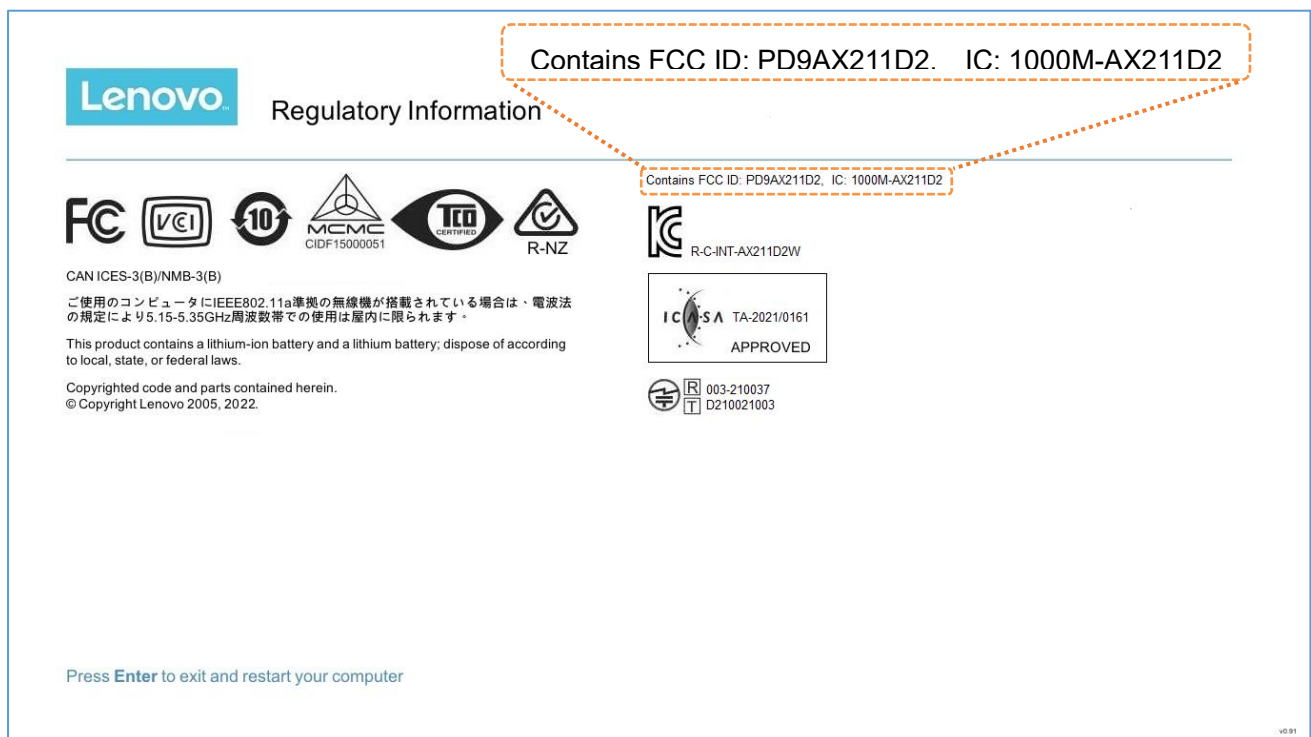 Contains FCC ID: PD9AX211D2. IC: 1000M-AX211D2
Lenovo™
Regulatory Information
Contains FCC ID: PD9AX211D2, IC: 1000M-AX211D2
FC VCI 10 MCMC TCO R-NZ
CIDF15000051 CERTIFIED
R-C-INT-AX211D2W
CAN ICES-3(B)/NMB-3(B)
ご使用のコンピュータにIEEE802.11a準拠の無線機が搭載されている場合は、電波法
の規定により5.15-5.35GHz周波数帯での使用は屋内に限られます。
This product contains a lithium-ion battery and a lithium battery; dispose of according
to local, state, or federal laws.
Copyrighted code and parts contained herein.
© Copyright Lenovo 2005, 2022.
ICASA TA-2021/0161
APPROVED
R 003-210037
T D210021003
Press Enter to exit and restart your computer
v0.91